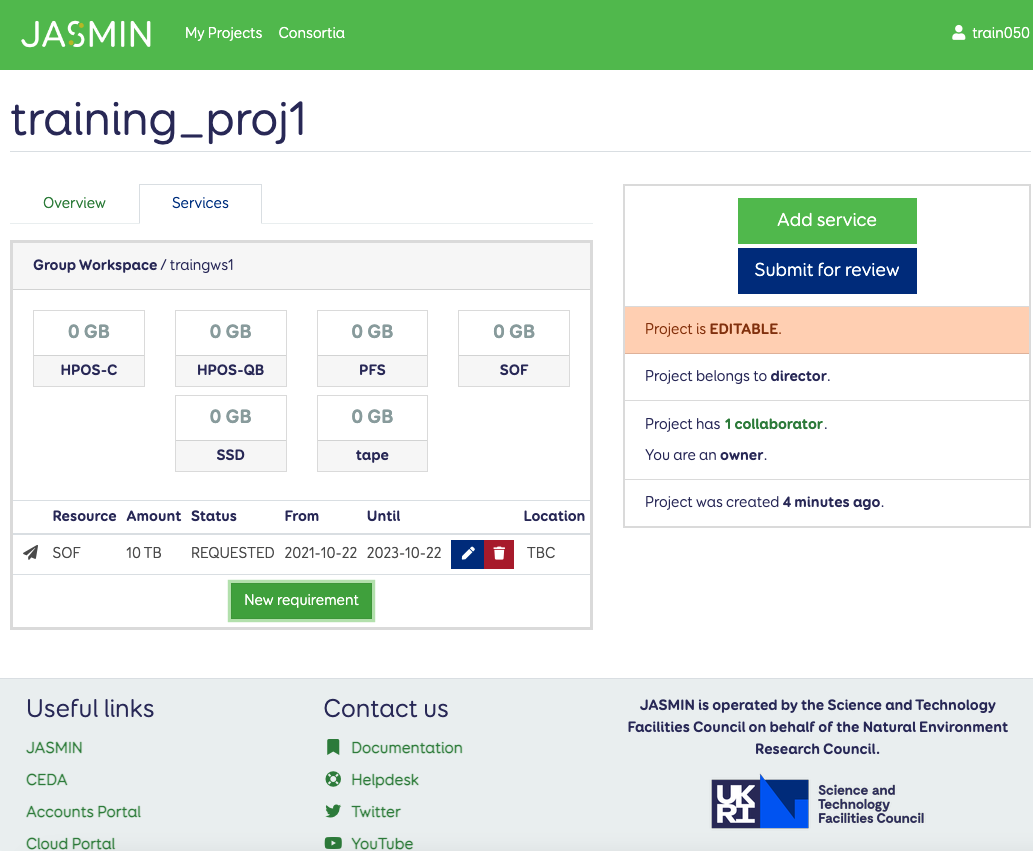 JASMIN My Projects Consortia train050
training_proj1
Overview Services
Group Workspace / traingws1
0 GB 0 GB 0 GB 0 GB
HPOS-C HPOS-QB PFS SOF
0 GB 0 GB
SSD tape
Resource Amount Status From Until Location
SOF 10 TB REQUESTED 2021-10-22 2023-10-22 TBC
New requirement
Add service
Submit for review
Project is EDITABLE.
Project belongs to director.
Project has 1 collaborator.
You are an owner.
Project was created 4 minutes ago.
Useful links
JASMIN
CEDA
Accounts Portal
Cloud Portal
Contact us
Documentation
Helpdesk
Twitter
YouTube
JASMIN is operated by the Science and Technology
Facilities Council on behalf of the Natural Environment
Research Council.
UKRI
Science and
Technology
Facilities Council